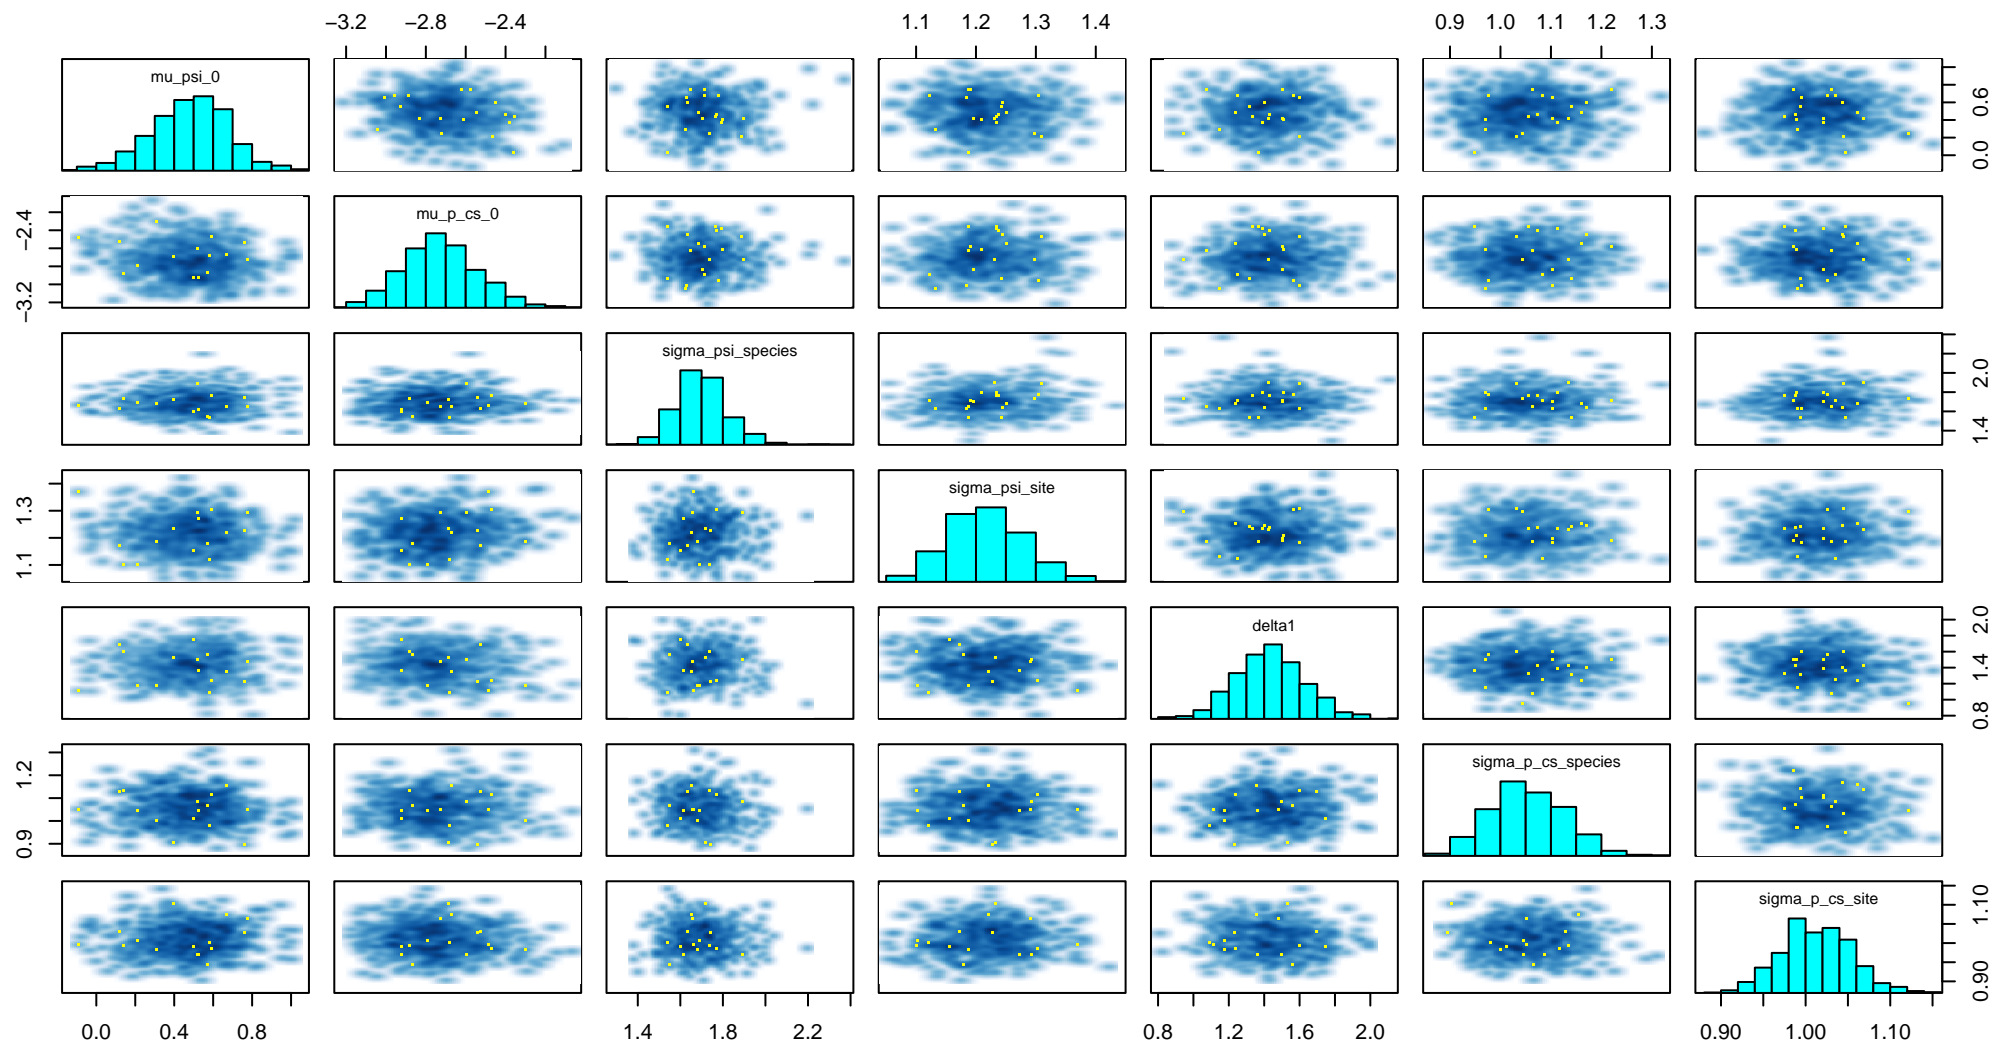 −3.2 −2.8 −2.4 1.1 1.2 1.3 1.4 0.9 1.0 1.1 1.2 1.3
mu_psi_0
0.0 0.6
mu_p_cs_0
−3.2 −2.4
sigma_psi_species
1.4 2.0
sigma_psi_site
1.1 1.3
delta1
0.8 1.4 2.0
sigma_p_cs_species
0.9 1.2
sigma_p_cs_site
0.90 1.10
0.0 0.4 0.8 1.4 1.8 2.2 0.8 1.2 1.6 2.0 0.90 1.00 1.10